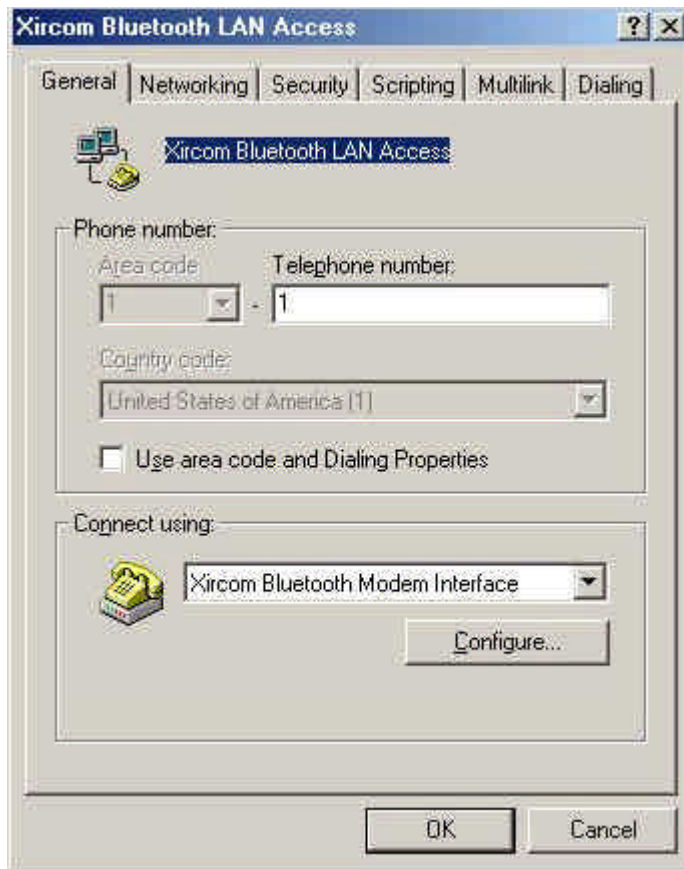 Xircom Bluetooth LAN Access
General Networking Security Scripting Multilink Dialing
Xircom Bluetooth LAN Access
Phone number:
Area code Telephone number:
1 - 1
Country code:
United States of America (1)
Use area code and Dialing Properties
Connect using:
Xircom Bluetooth Modem Interface
Configure...
OK Cancel